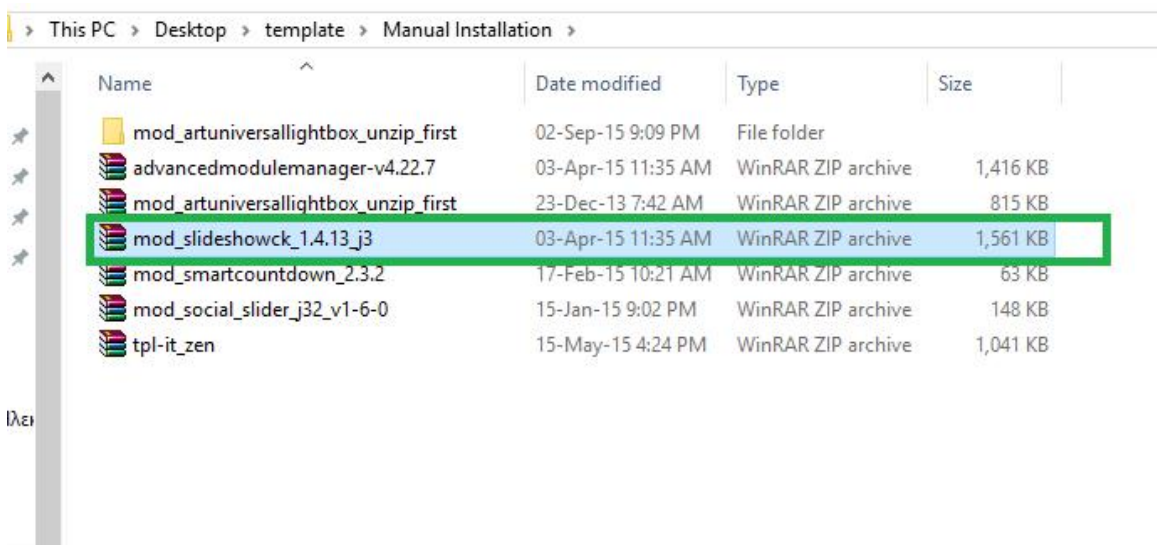 This PC > Desktop > template > Manual Installation >
Name Date modified Type Size
mod_artuniversallightbox_unzip_first 02-Sep-15 9:09 PM File folder
advancedmodulemanager-v4.22.7 03-Apr-15 11:35 AM WinRAR ZIP archive 1,416 KB
mod_artuniversallightbox_unzip_first 23-Dec-13 7:42 AM WinRAR ZIP archive 815 KB
mod_slideshowck_1.4.13_j3 03-Apr-15 11:35 AM WinRAR ZIP archive 1,561 KB
mod_smartcountdown_2.3.2 17-Feb-15 10:21 AM WinRAR ZIP archive 63 KB
mod_social_slider_j32_v1-6-0 15-Jan-15 9:02 PM WinRAR ZIP archive 148 KB
tpl-it_zen 15-May-15 4:24 PM WinRAR ZIP archive 1,041 KB